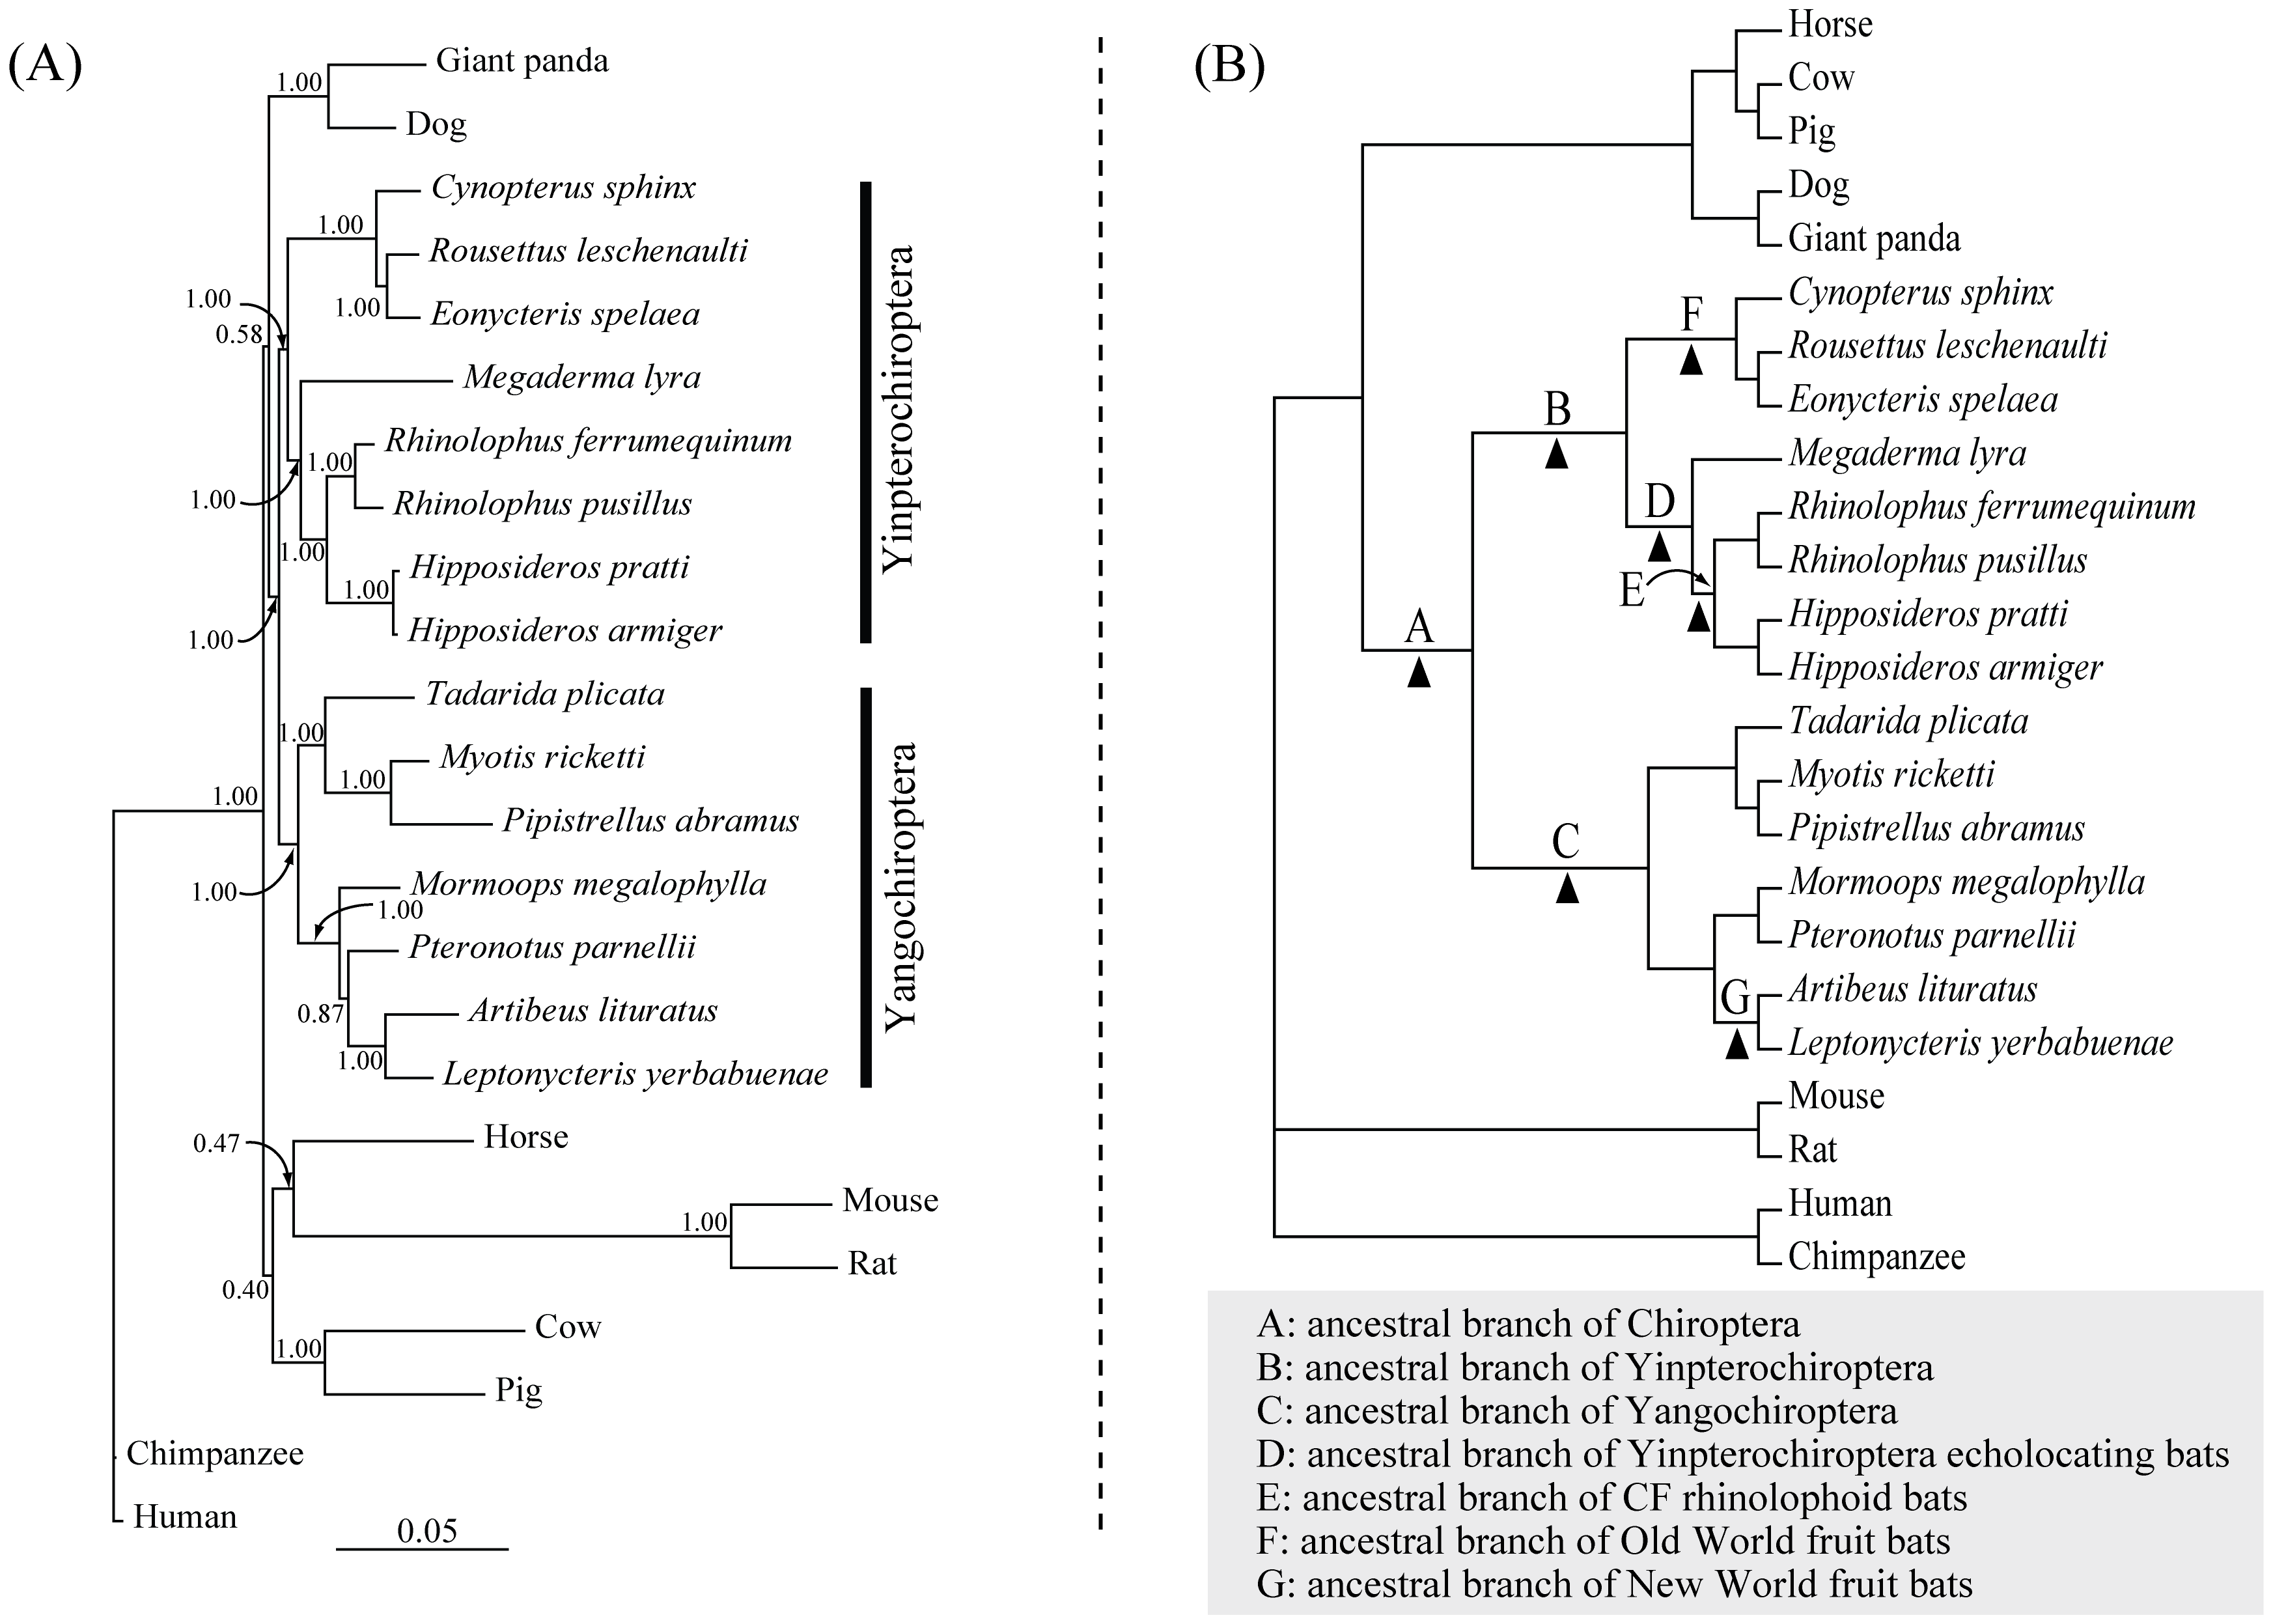 (A)
Giant panda
1.00
Dog
Cynopterus sphinx
1.00
Rousettus leschenaulti
1.00
Eonycteris spelaea
1.00
0.58
Megaderma lyra
Rhinolophus ferrumequinum
1.00
1.00
Rhinolophus pusillus
1.00
Hipposideros pratti
1.00
Hipposideros armiger
1.00
Yinpterochiroptera
Tadarida plicata
1.00
Myotis ricketti
1.00
1.00
Pipistrellus abramus
Mormoops megalophylla
1.00
1.00
Pteronotus parnellii
0.87
Artibeus lituratus
1.00
Leptonycteris yerbabuenae
Yangochiroptera
Horse
0.47
Mouse
1.00
Rat
0.40
Cow
1.00
Pig
Chimpanzee
Human
0.05
(B)
Horse
Cow
Pig
Dog
Giant panda
Cynopterus sphinx
F
Rousettus leschenaulti
Eonycteris spelaea
B
Megaderma lyra
D
Rhinolophus ferrumequinum
Rhinolophus pusillus
E
Hipposideros pratti
A
Hipposideros armiger
Tadarida plicata
Myotis ricketti
Pipistrellus abramus
C
Mormoops megalophylla
Pteronotus parnellii
G
Artibeus lituratus
Leptonycteris yerbabuenae
Mouse
Rat
Human
Chimpanzee
A: ancestral branch of Chiroptera
B: ancestral branch of Yinpterochiroptera
C: ancestral branch of Yangochiroptera
D: ancestral branch of Yinpterochiroptera echolocating bats
E: ancestral branch of CF rhinolophoid bats
F: ancestral branch of Old World fruit bats
G: ancestral branch of New World fruit bats